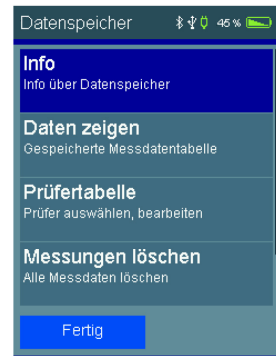 Datenspeicher 45 %
Info
Info über Datenspeicher
Daten zeigen
Gespeicherte Messdatentabelle
Prüfertabelle
Prüfer auswählen, bearbeiten
Messungen löschen
Alle Messdaten löschen
Fertig